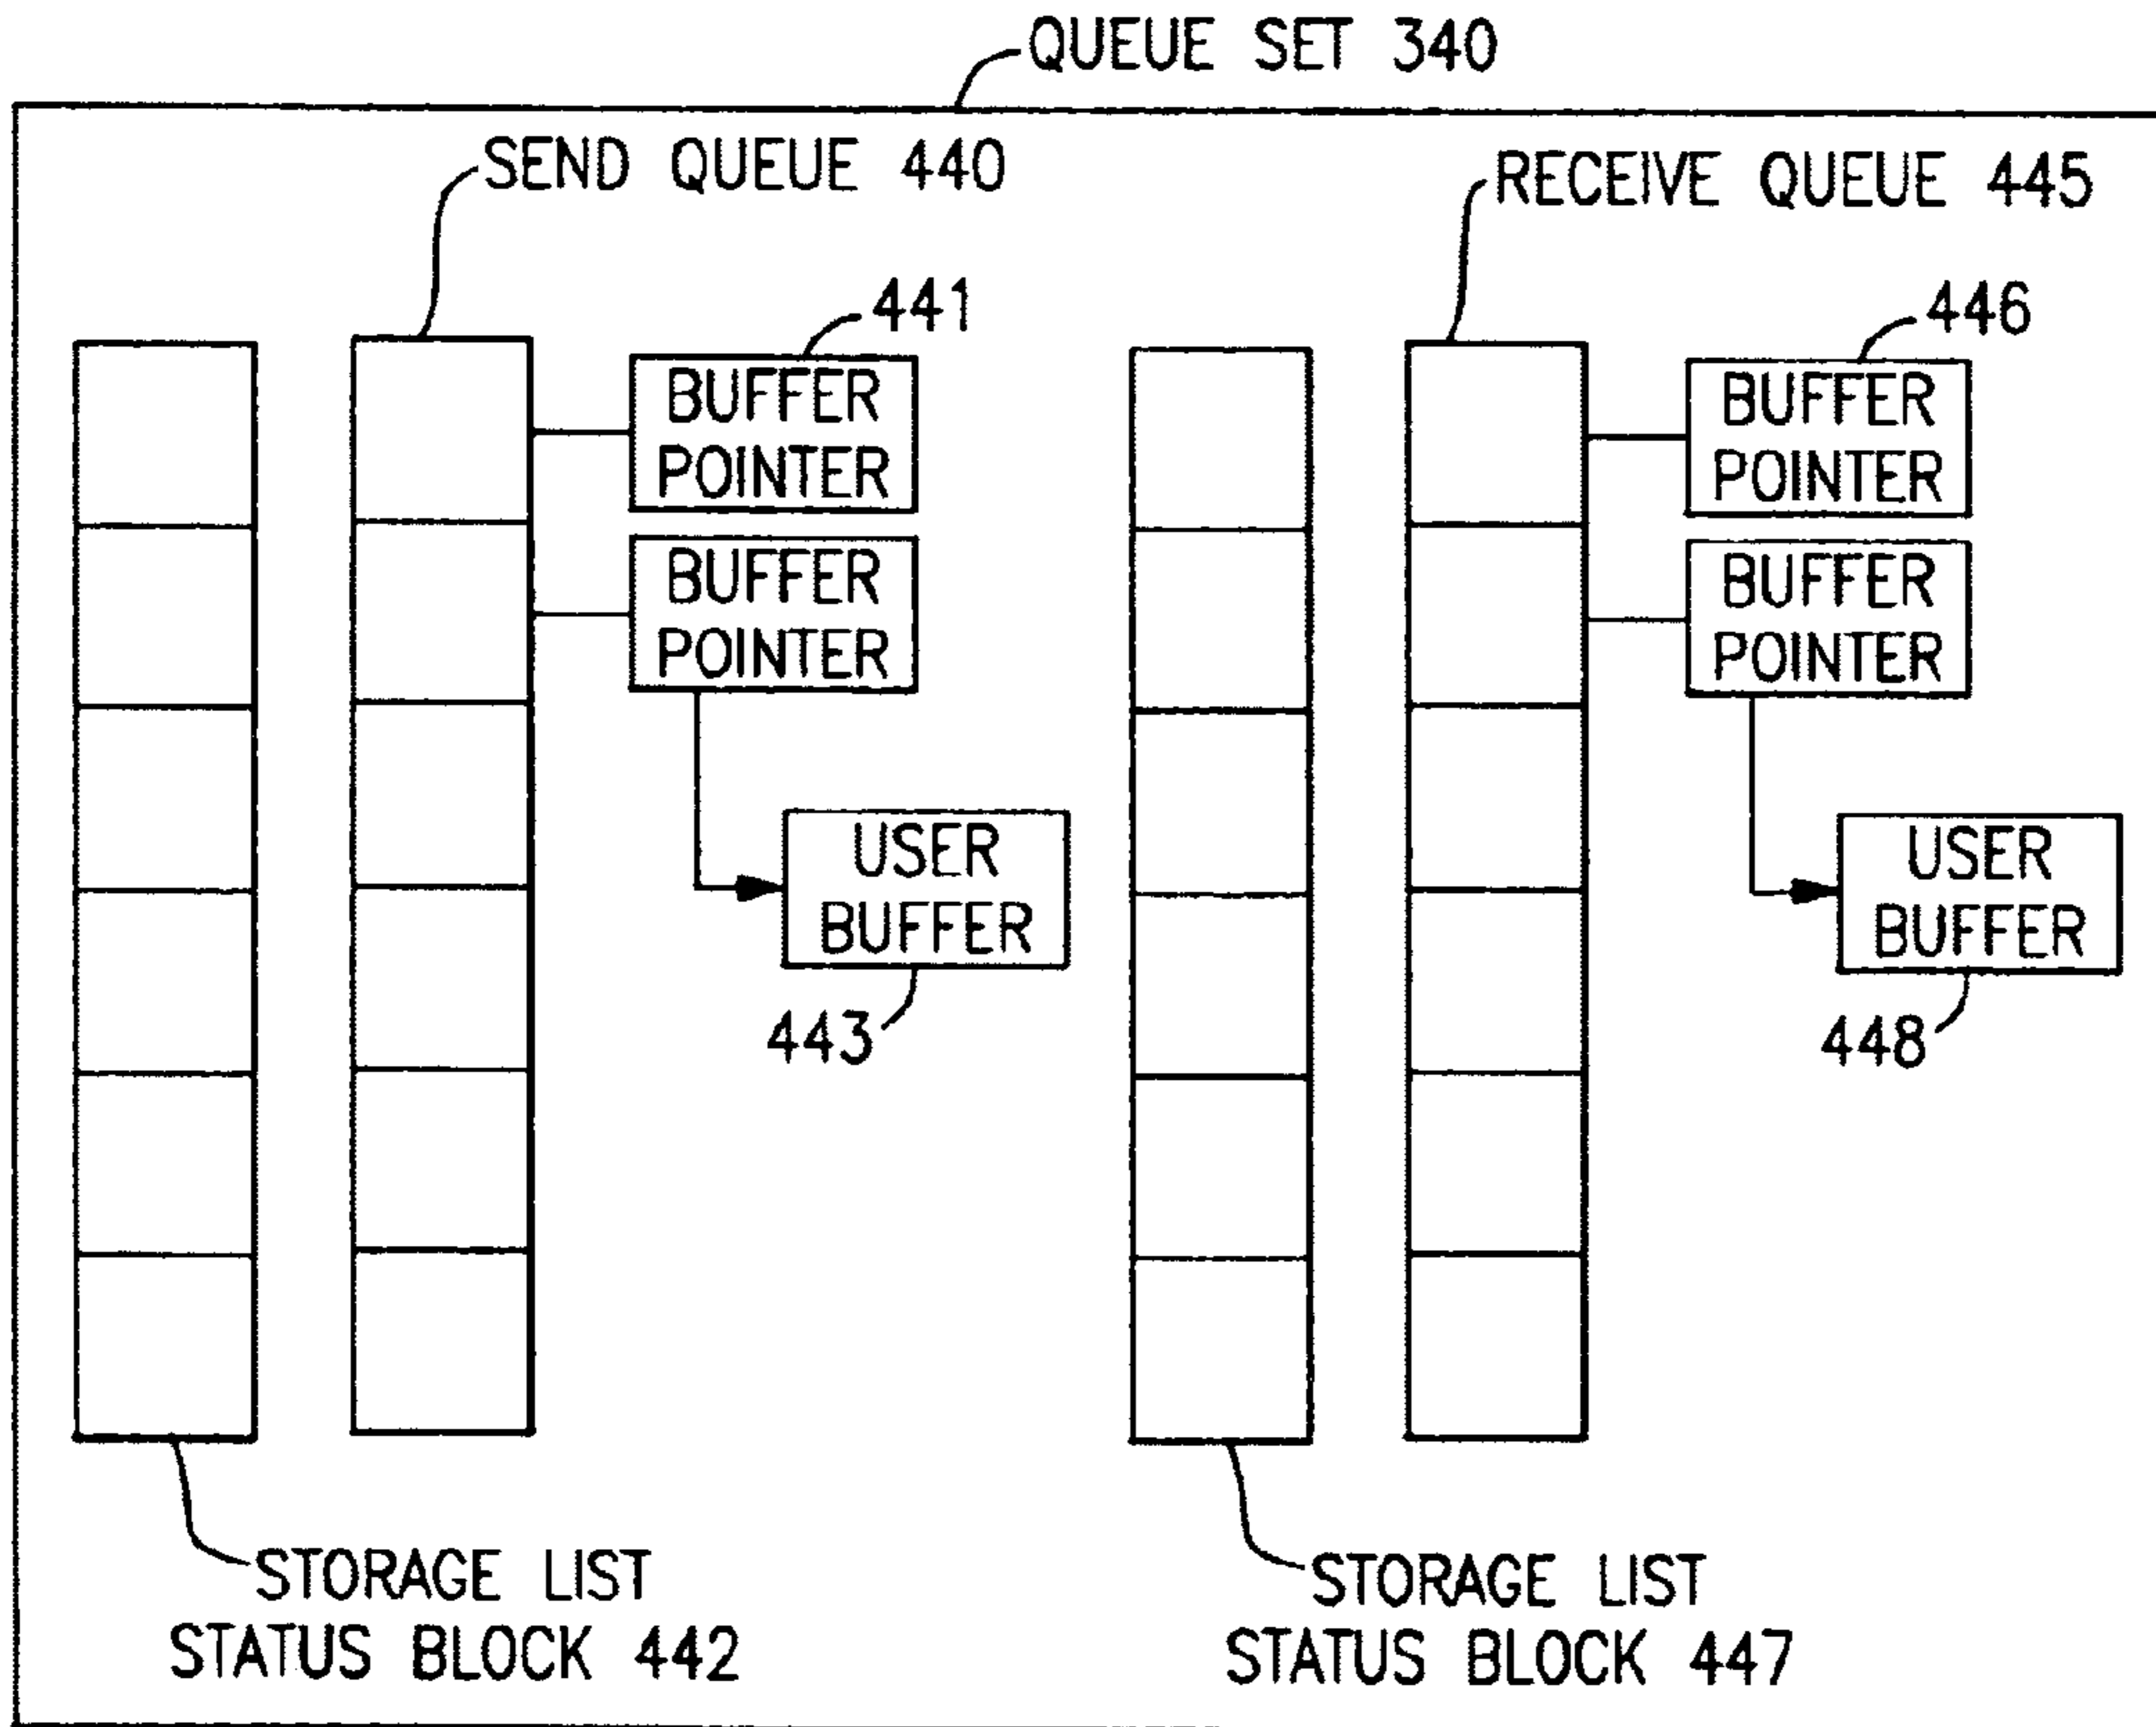 QUEUE SET 340
SEND QUEUE 440
RECEIVE QUEUE 445
441
BUFFER
POINTER
BUFFER
POINTER
USER
BUFFER
443
446
BUFFER
POINTER
BUFFER
POINTER
USER
BUFFER
448
STORAGE LIST
STATUS BLOCK 442
STORAGE LIST
STATUS BLOCK 447